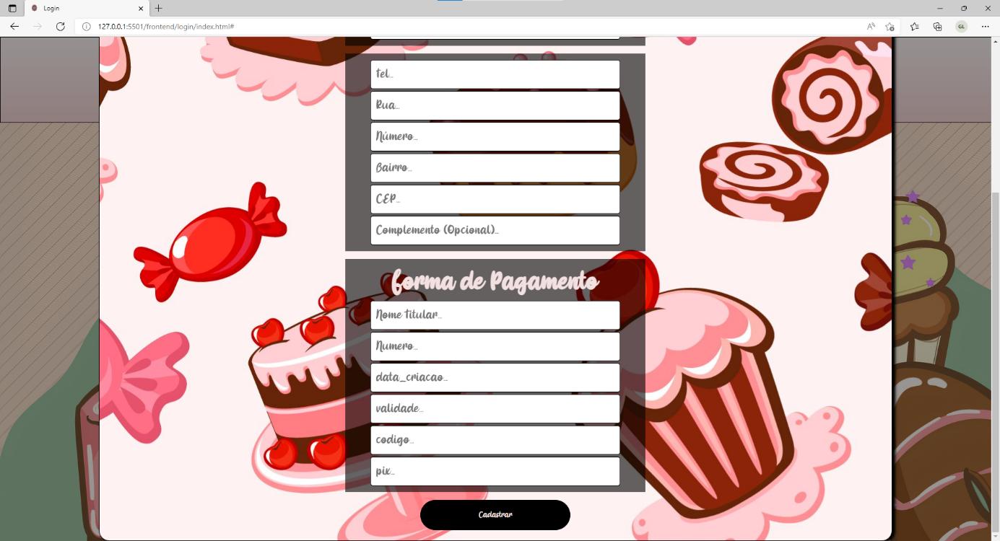 Login
127.0.0.1:5501/frontend/login/index.html#
GL
tel...
Rua...
Número...
Bairro...
CEP...
Complemento (Opcional)...
forma de Pagamento
Nome titular...
Numero...
data_criacao...
validade...
codigo...
pix...
Cadastrar